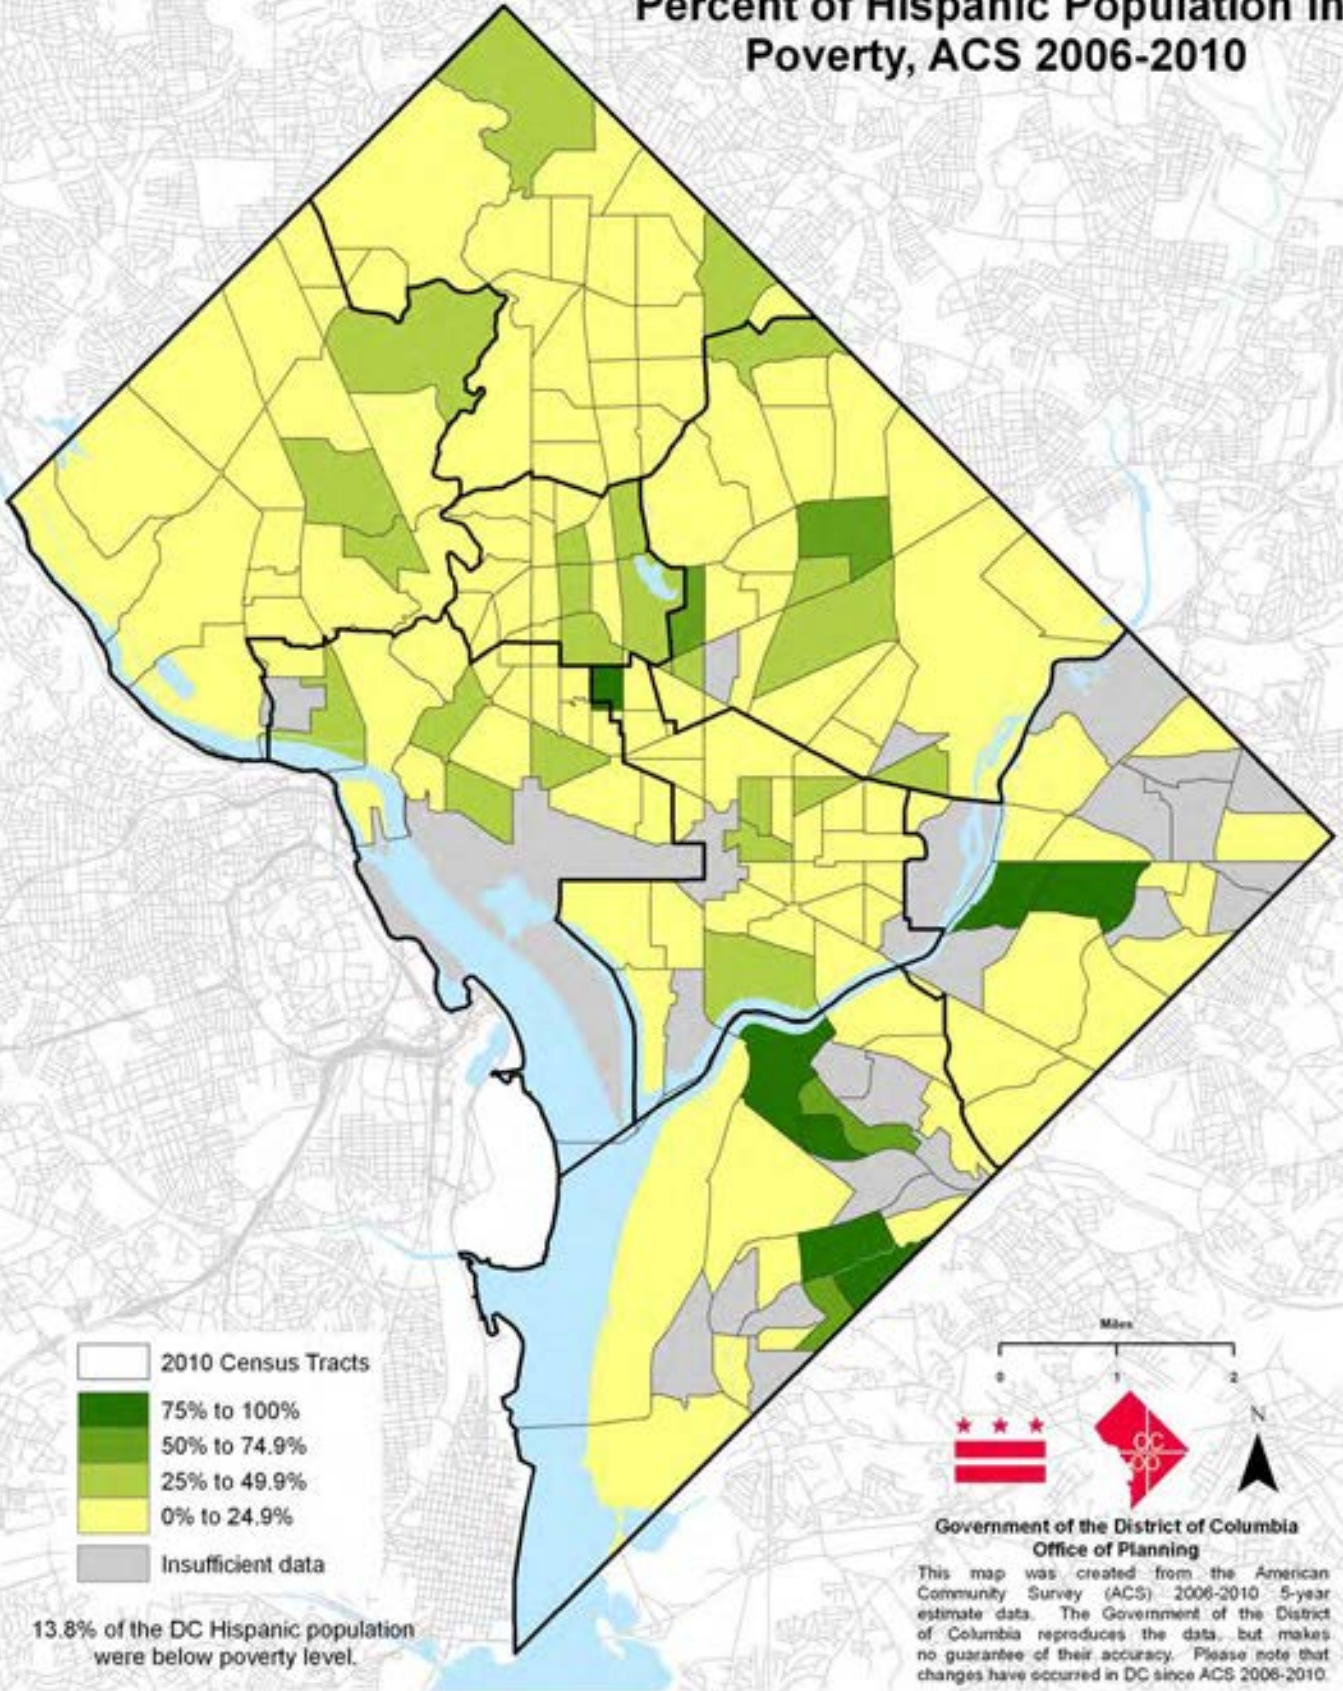 Percent of Hispanic Population in
Poverty, ACS 2006-2010
2010 Census Tracts
75% to 100%
50% to 74.9%
25% to 49.9%
0% to 24.9%
Insufficient data
13.8% of the DC Hispanic population
were below poverty level.
Miles
0 1 2
N
DC
OP
Government of the District of Columbia
Office of Planning
This map was created from the American
Community Survey (ACS) 2006-2010 5-year
estimate data. The Government of the District
of Columbia reproduces the data, but makes
no guarantee of their accuracy. Please note that
changes have occurred in DC since ACS 2006-2010.